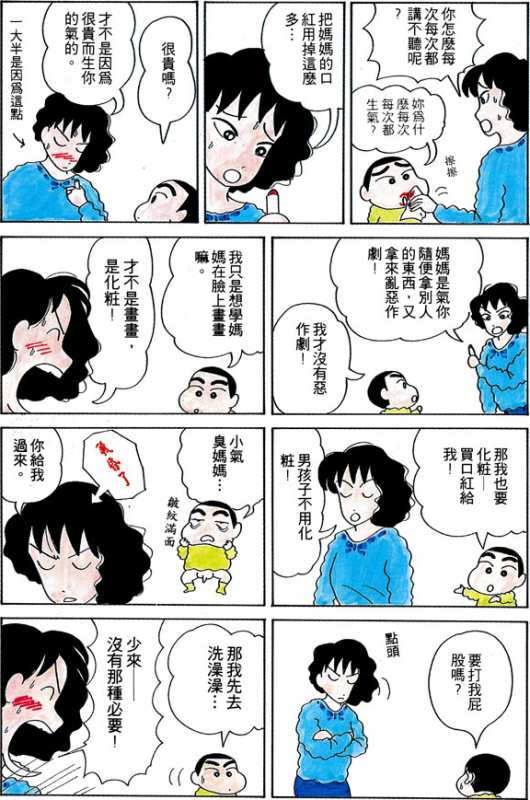 你怎麼每
次每次都
講不聽呢
?
妳爲什
麼每次
都
生氣?
擦
擦
把媽媽的口
紅用掉這麼
多…
很貴嗎?
才不是因爲
很貴而生你
的氣的。
一大半是因爲這點
媽媽是氣你
隨便拿別人
的東西,又
拿來亂惡作
劇!
我才沒有惡
作劇!
我只是想學媽
媽在臉上畫畫
嘛。
才不是畫畫,
是化粧!
那我也要
化粧—
買口紅給
我!
男孩子不用化
粧!
小氣
臭媽媽…
皺紋滿面
氣昏了
你給我
過來。
要打我屁
股嗎?
點頭
那我先去
洗澡澡…
少來—
沒有那種必要!